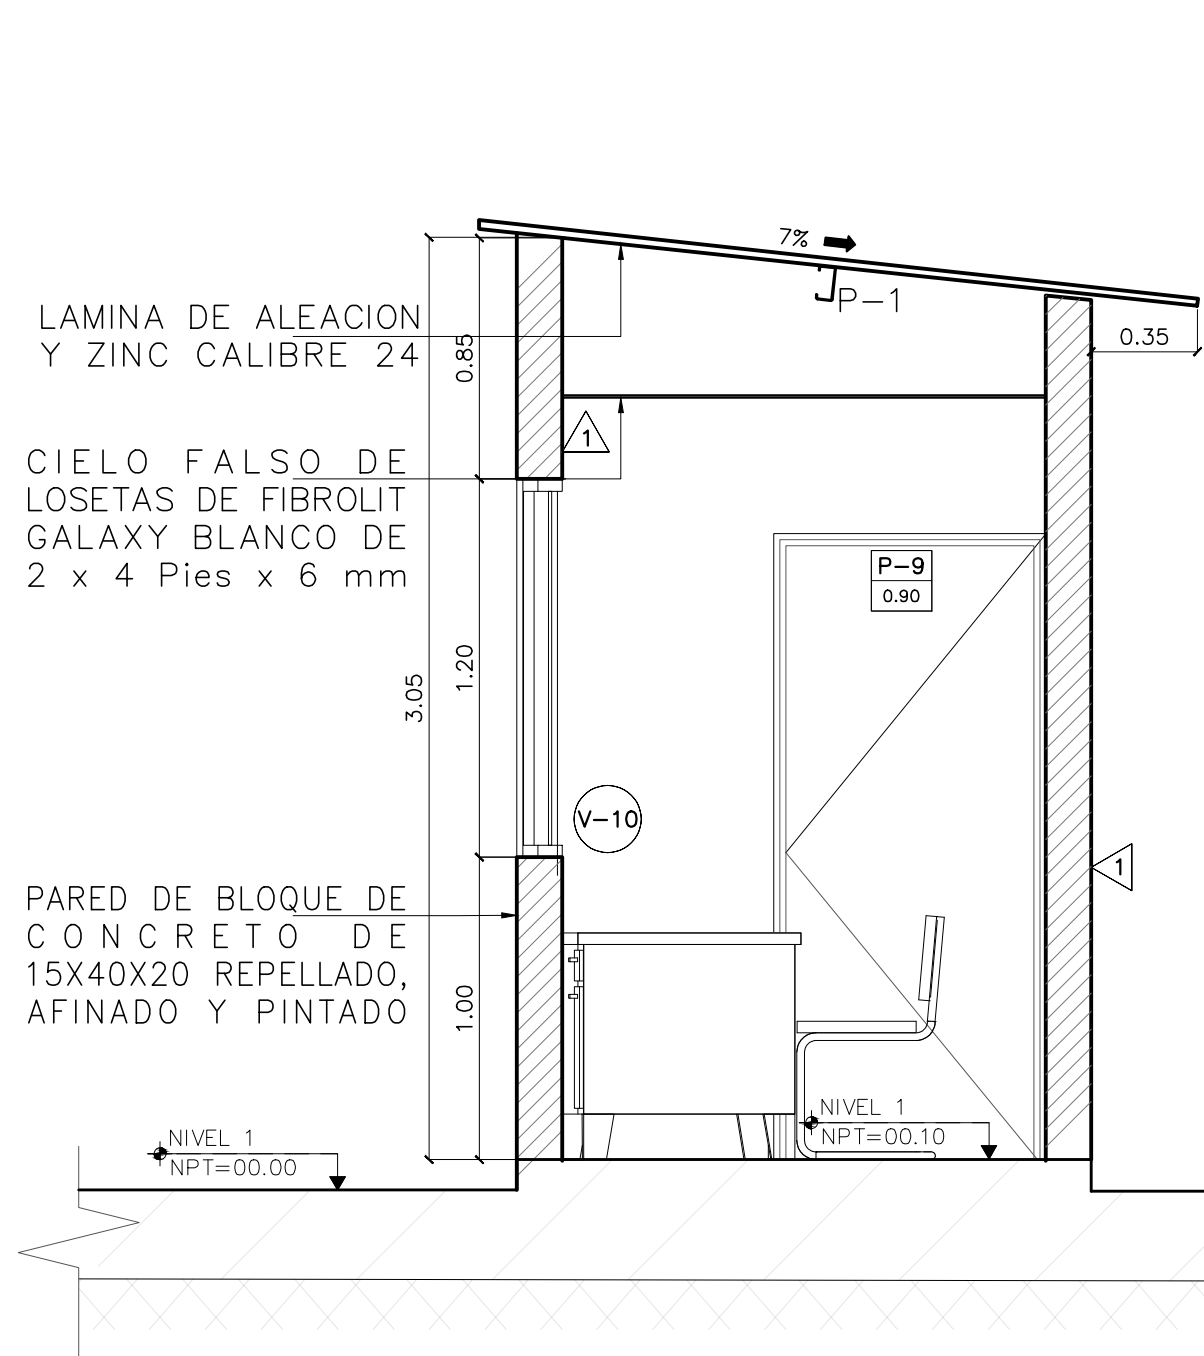 7%
P-1
LAMINA DE ALEACION
Y ZINC CALIBRE 24
0.85
0.35
1
CIELO FALSO DE
LOSETAS DE FIBROLIT
GALAXY BLANCO DE
2 x 4 Pies x 6 mm
P-9
0.90
1.20
3.05
V-10
1
PARED DE BLOQUE DE
CONCRETO DE
15X40X20 REPELLADO,
AFINADO Y PINTADO
1.00
NIVEL 1
NPT=00.10
NIVEL 1
NPT=00.00